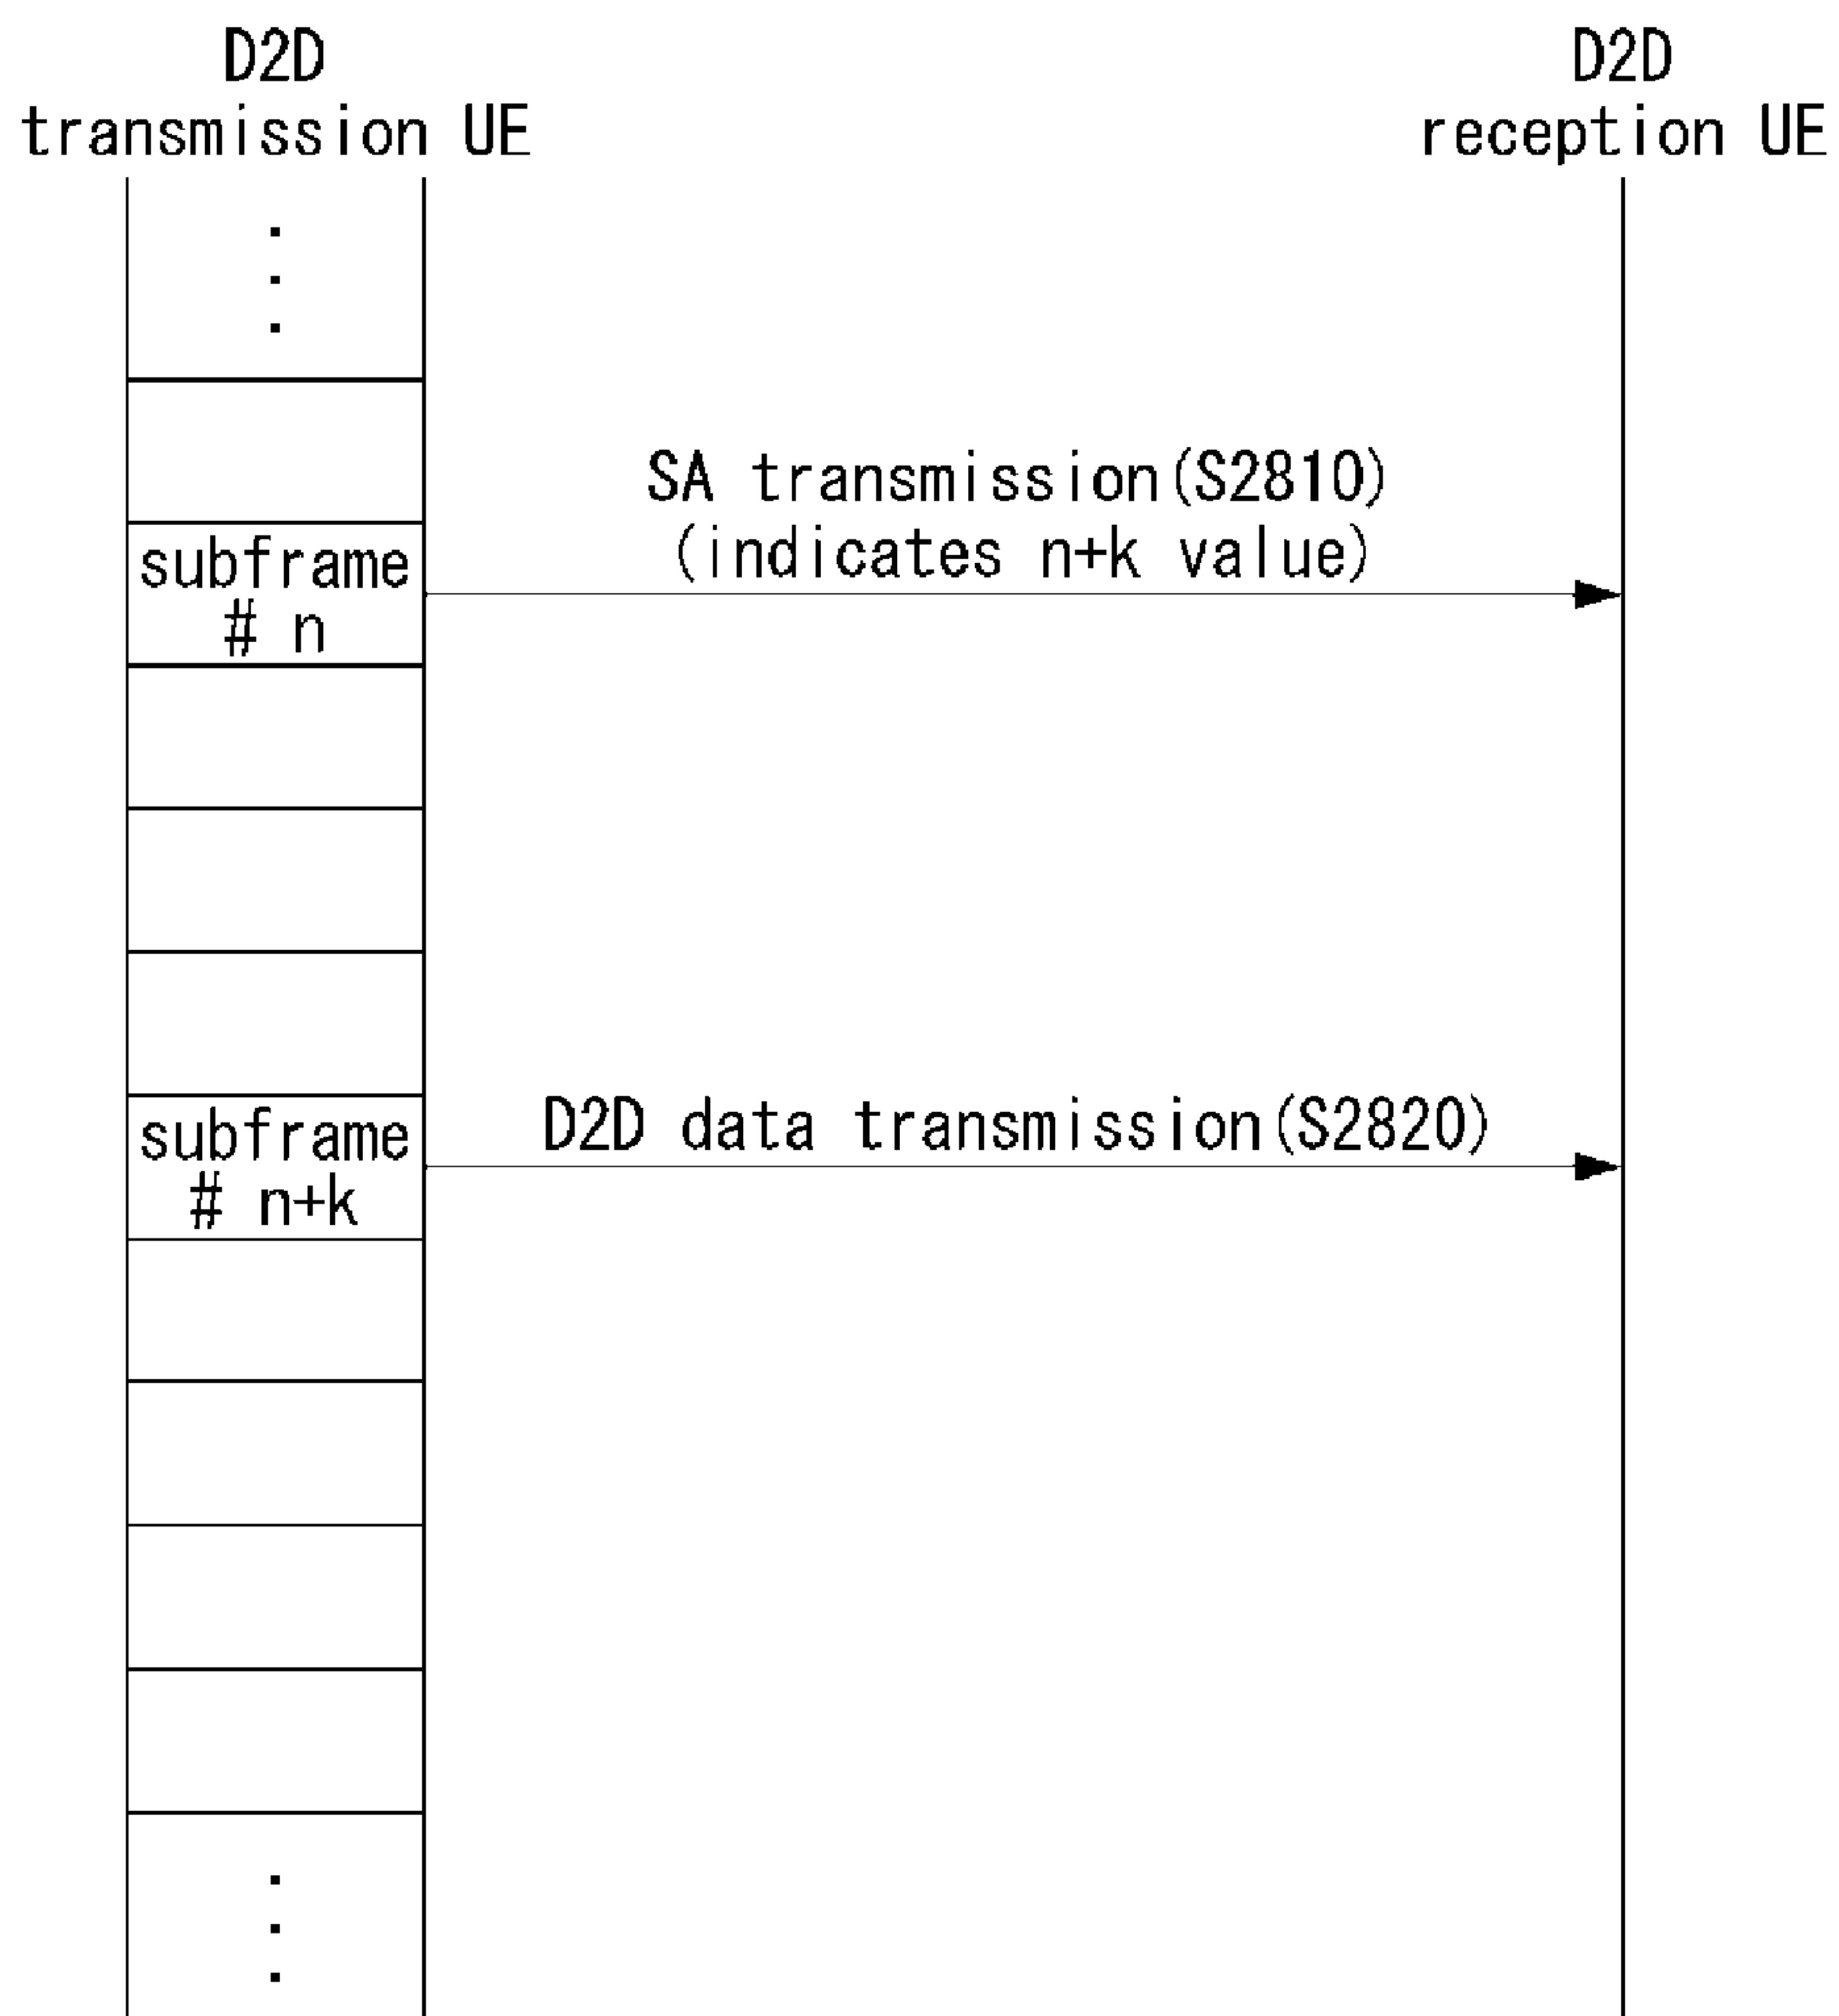 D2D
transmission UE
D2D
reception UE
SA transmission(S2810)
(indicates n+k value)
subframe
# n
D2D data transmission(S2820)
subframe
# n+k